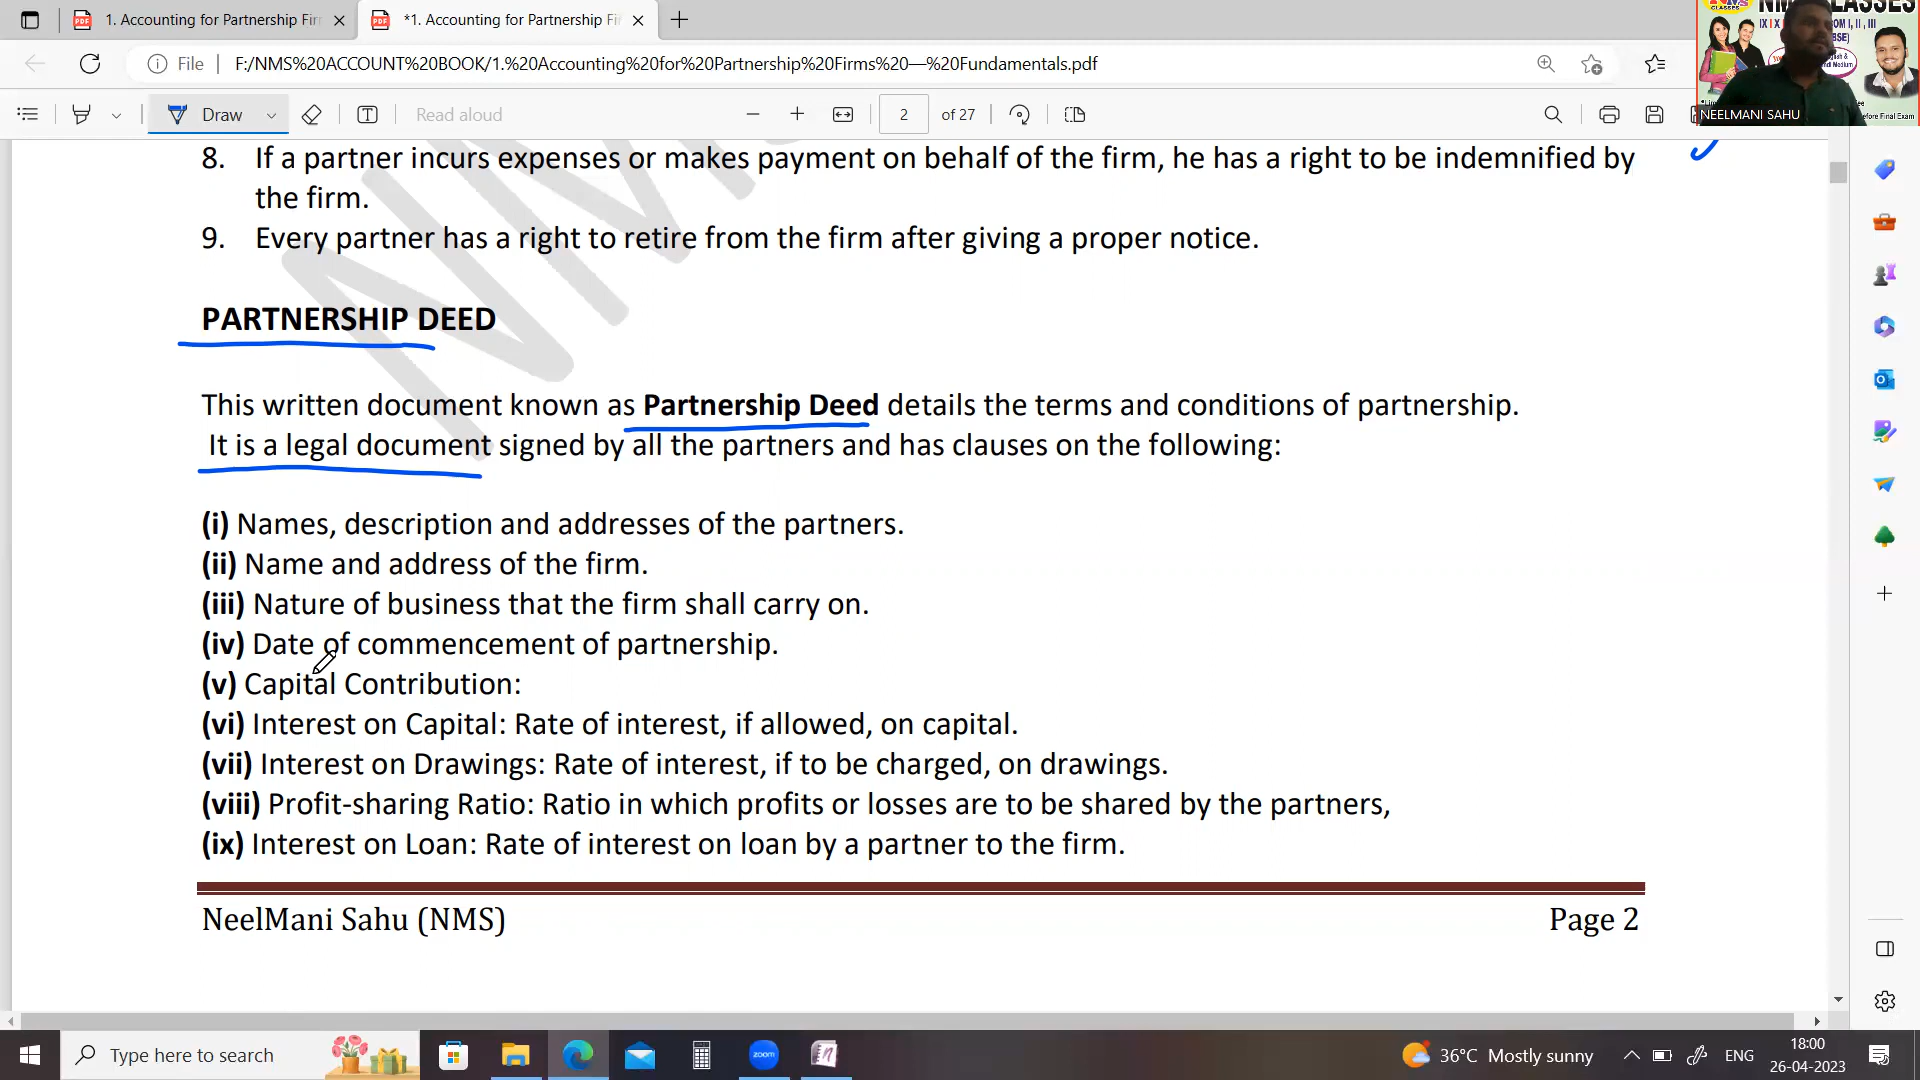 1. Accounting for Partnership Fir
*1. Accounting for Partnership Fi
File
F:/NMS%20ACCOUNT%20BOOK/1.%20Accounting%20for%20Partnership%20Firms%20—%20Fundamentals.pdf
Draw
Read aloud
2 of 27
NEELMANI SAHU
8. If a partner incurs expenses or makes payment on behalf of the firm, he has a right to be indemnified by
the firm.
9. Every partner has a right to retire from the firm after giving a proper notice.
PARTNERSHIP DEED
This written document known as Partnership Deed details the terms and conditions of partnership.
It is a legal document signed by all the partners and has clauses on the following:
(i) Names, description and addresses of the partners.
(ii) Name and address of the firm.
(iii) Nature of business that the firm shall carry on.
(iv) Date of commencement of partnership.
(v) Capital Contribution:
(vi) Interest on Capital: Rate of interest, if allowed, on capital.
(vii) Interest on Drawings: Rate of interest, if to be charged, on drawings.
(viii) Profit-sharing Ratio: Ratio in which profits or losses are to be shared by the partners,
(ix) Interest on Loan: Rate of interest on loan by a partner to the firm.
NeelMani Sahu (NMS)
Page 2
Type here to search
zoom
36°C Mostly sunny
ENG
18:00
26-04-2023